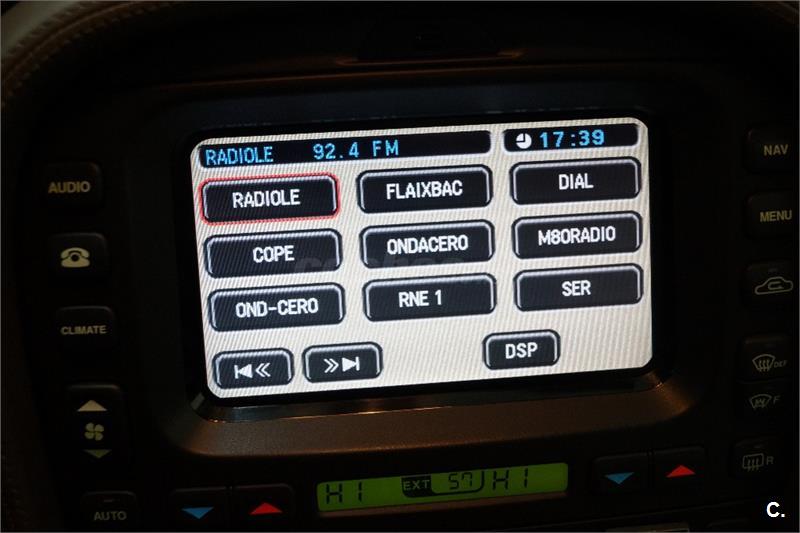 RADIOLE 92.4 FM 17:39
NAV
AUDIO
RADIOLE FLAIXBAC DIAL
MENU
COPE ONDACERO M80RADIO
OND-CERO RNE 1 SER
CLIMATE
DSP
DEF
F
R
HI EXT 57 HI
AUTO
C.